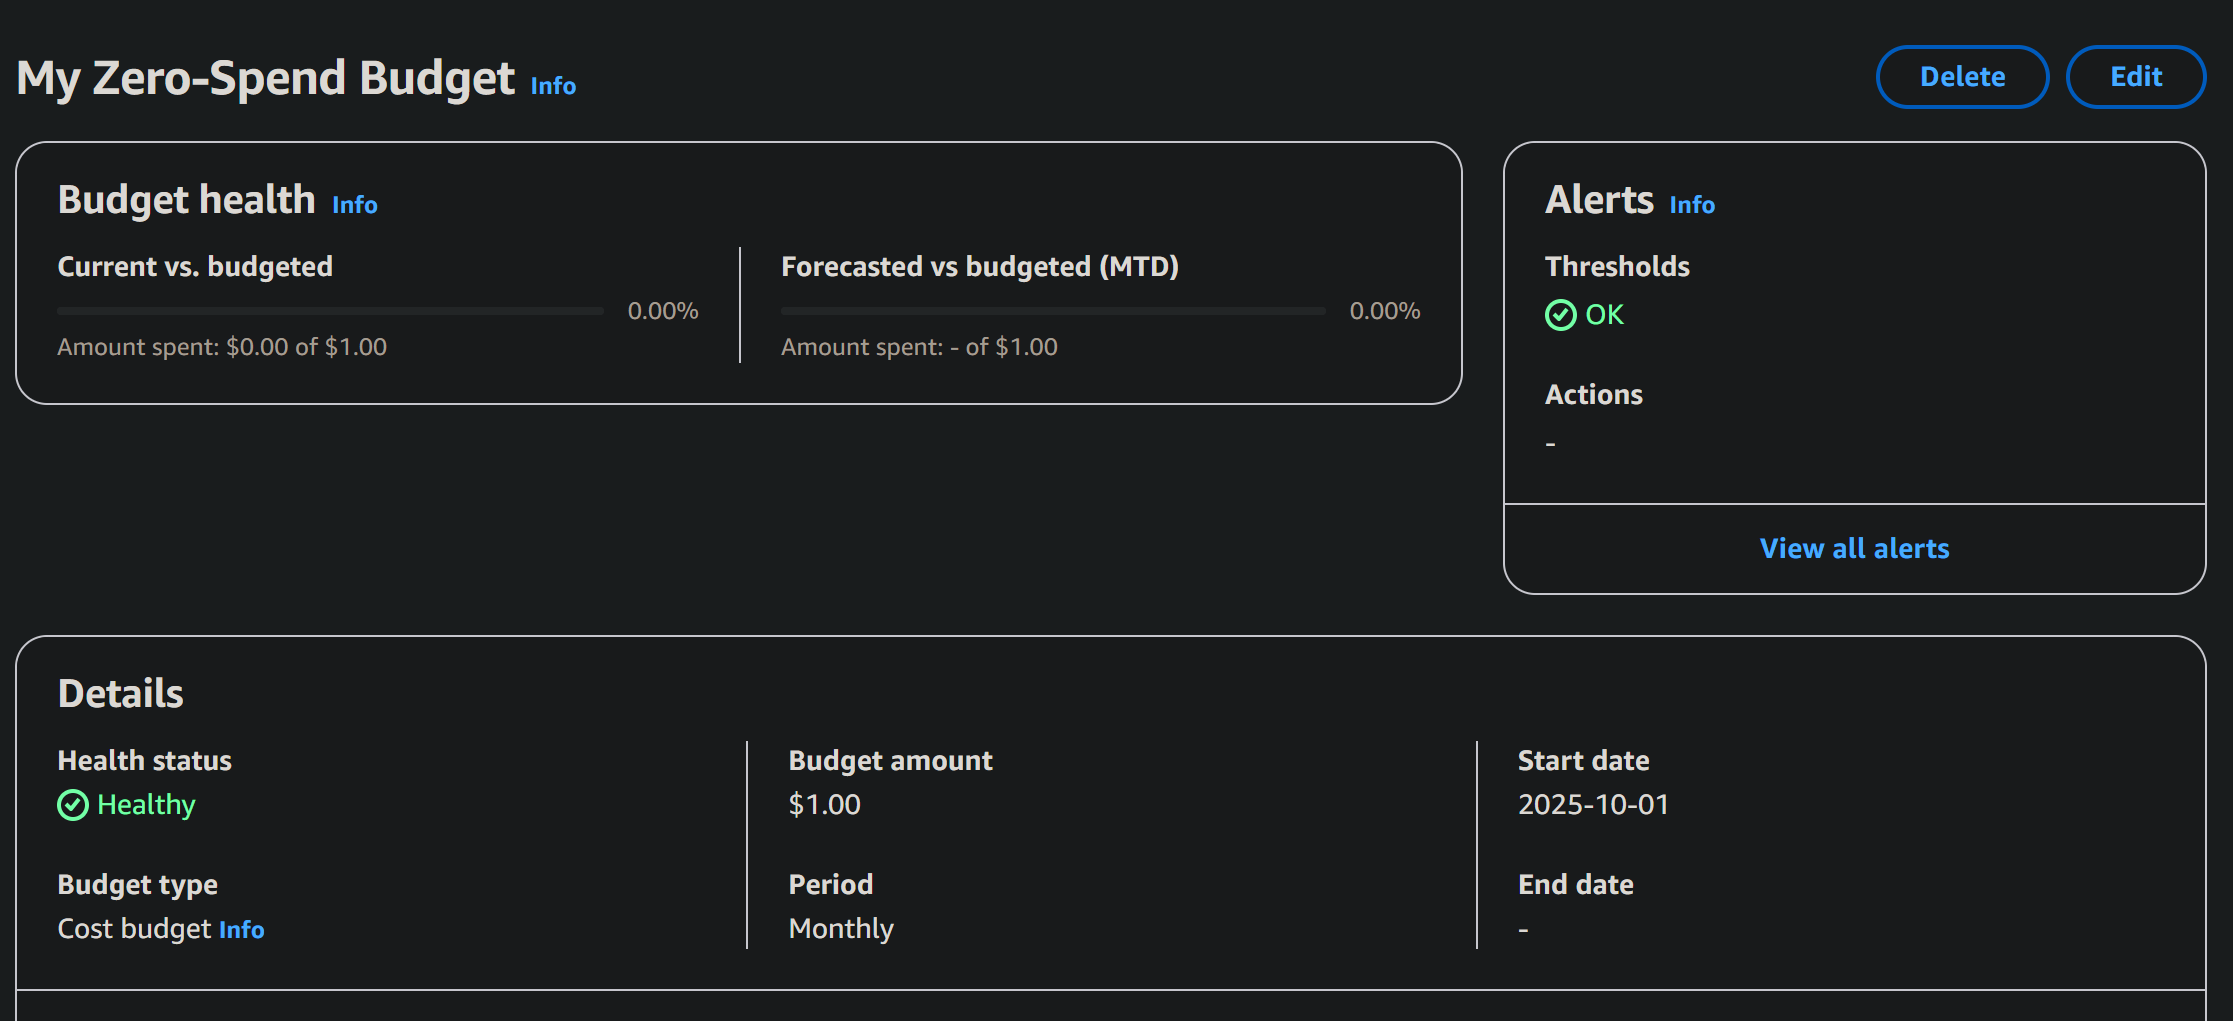 My Zero-Spend Budget Info
Delete
Edit
Budget health Info
Current vs. budgeted
0.00%
Amount spent: $0.00 of $1.00
Forecasted vs budgeted (MTD)
0.00%
Amount spent: - of $1.00
Alerts Info
Thresholds
OK
Actions
-
View all alerts
Details
Health status
Healthy
Budget type
Cost budget Info
Budget amount
$1.00
Period
Monthly
Start date
2025-10-01
End date
-